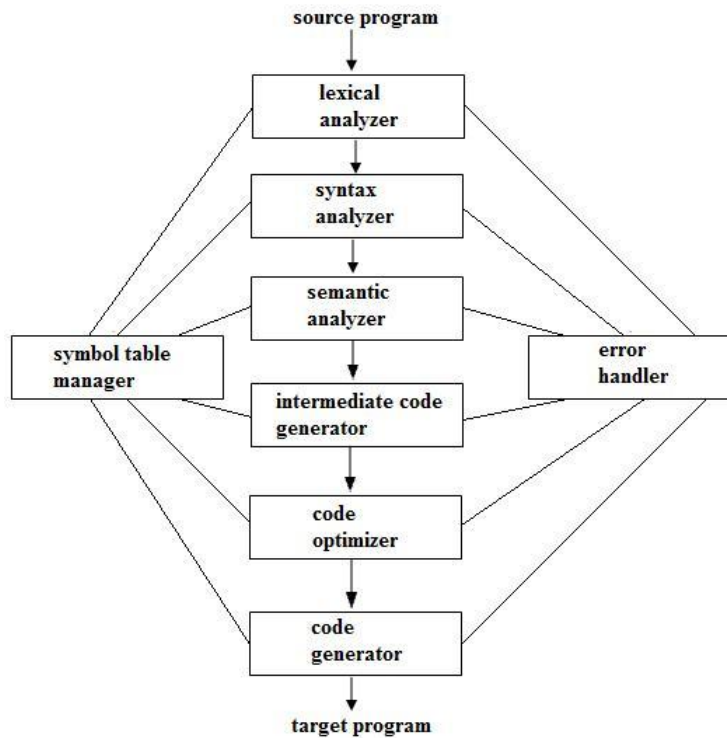 source program
lexical
analyzer
syntax
analyzer
semantic
analyzer
symbol table
manager
error
handler
intermediate code
generator
code
optimizer
code
generator
target program